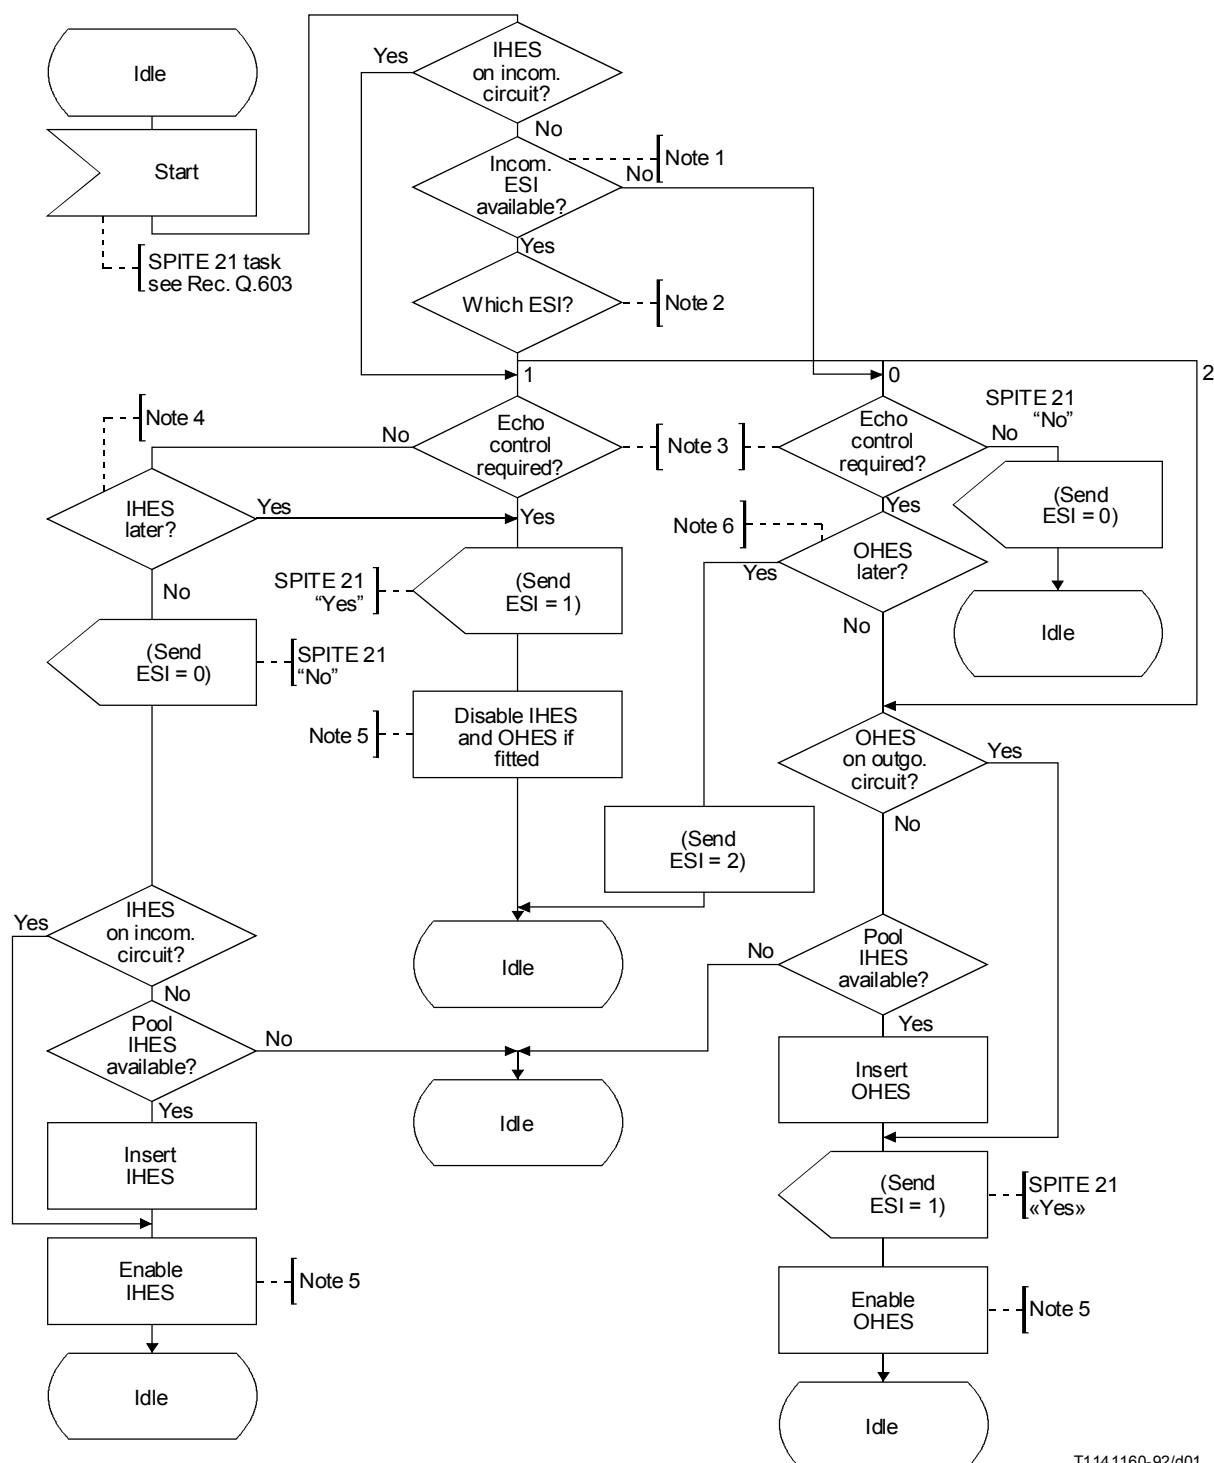 Idle
Start
SPITE 21 task
see Rec. Q.603
IHES
on incom.
circuit?
Yes
No
Incom.
ESI
available?
Note 1
No
Yes
Which ESI?
Note 2
1
0
2
Note 4
No
Echo
control
required?
Note 3
Echo
control
required?
SPITE 21
“No”
No
(Send
ESI = 0)
Idle
IHES
later?
Yes
Yes
Yes
Note 6
OHES
later?
Yes
No
No
SPITE 21
“Yes”
(Send
ESI = 1)
(Send
ESI = 0)
SPITE 21
“No”
Note 5
Disable IHES
and OHES if
fitted
OHES
on outgo.
circuit?
Yes
No
(Send
ESI = 2)
Idle
Yes
IHES
on incom.
circuit?
No
Pool
IHES
available?
No
Yes
No
Pool
IHES
available?
Yes
Idle
Insert
OHES
Insert
IHES
(Send
ESI = 1)
SPITE 21
«Yes»
Enable
IHES
Note 5
Enable
OHES
Note 5
Idle
Idle
T1141160-92/d01